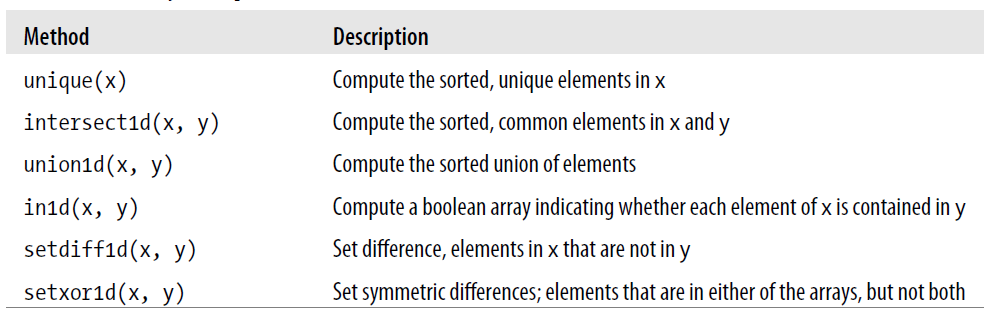 Method Description
unique(x) Compute the sorted, unique elements in x
intersect1d(x, y) Compute the sorted, common elements in x and y
union1d(x, y) Compute the sorted union of elements
in1d(x, y) Compute a boolean array indicating whether each element of x is contained in y
setdiff1d(x, y) Set difference, elements in x that are not in y
setxor1d(x, y) Set symmetric differences; elements that are in either of the arrays, but not both